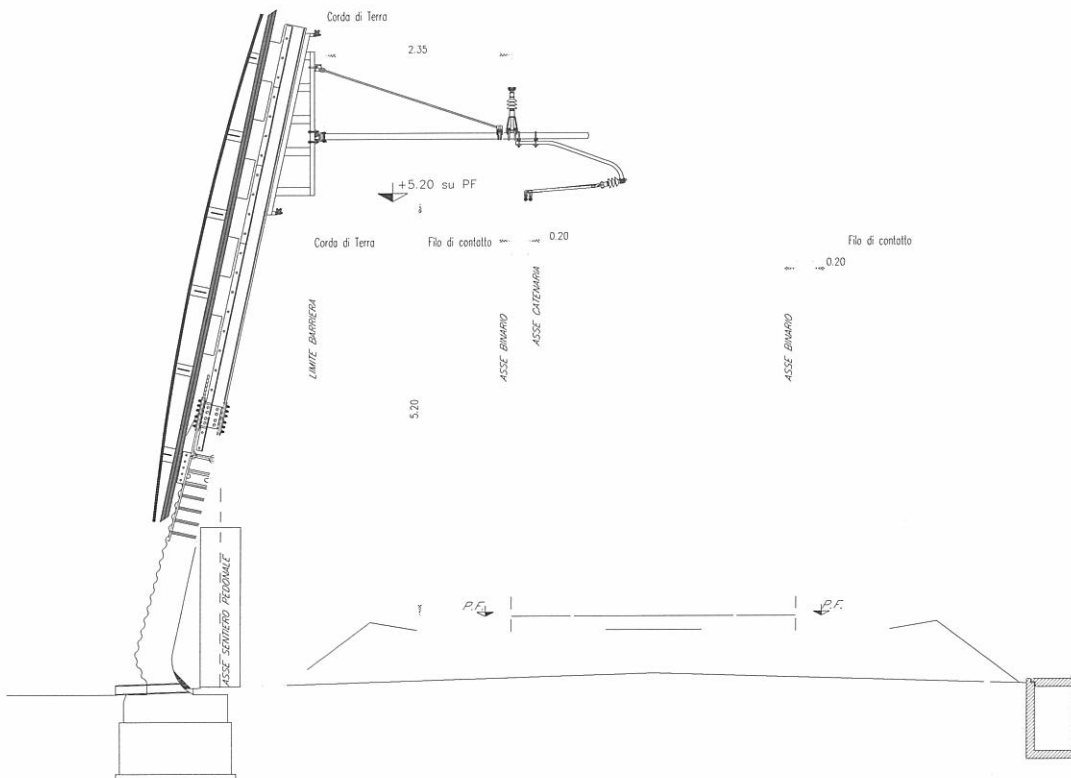 Corda di Terra
2.35
+5.20 su PF
Corda di Terra
Filo di contatto
0.20
Filo di contatto
0.20
LIMITE BARRIERA
ASSE BINARIO
ASSE CATENARIA
ASSE BINARIO
5.20
ASSE SENTIERO PEDONALE
P.F.
P.F.